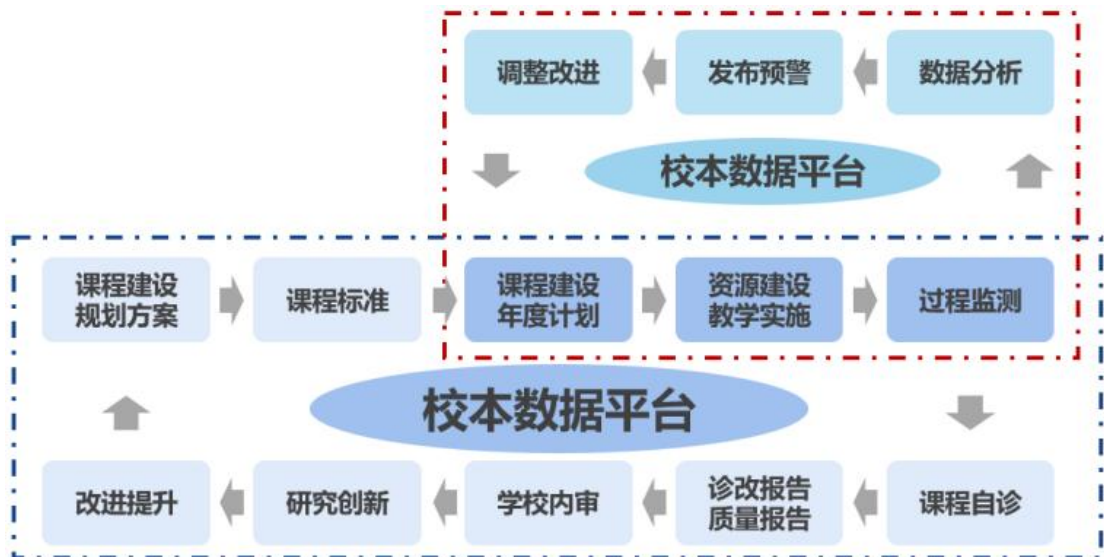 调整改进
发布预警
数据分析
校本数据平台
课程建设
规划方案
课程标准
课程建设
年度计划
资源建设
教学实施
过程监测
校本数据平台
改进提升
研究创新
学校内审
诊改报告
质量报告
课程自诊